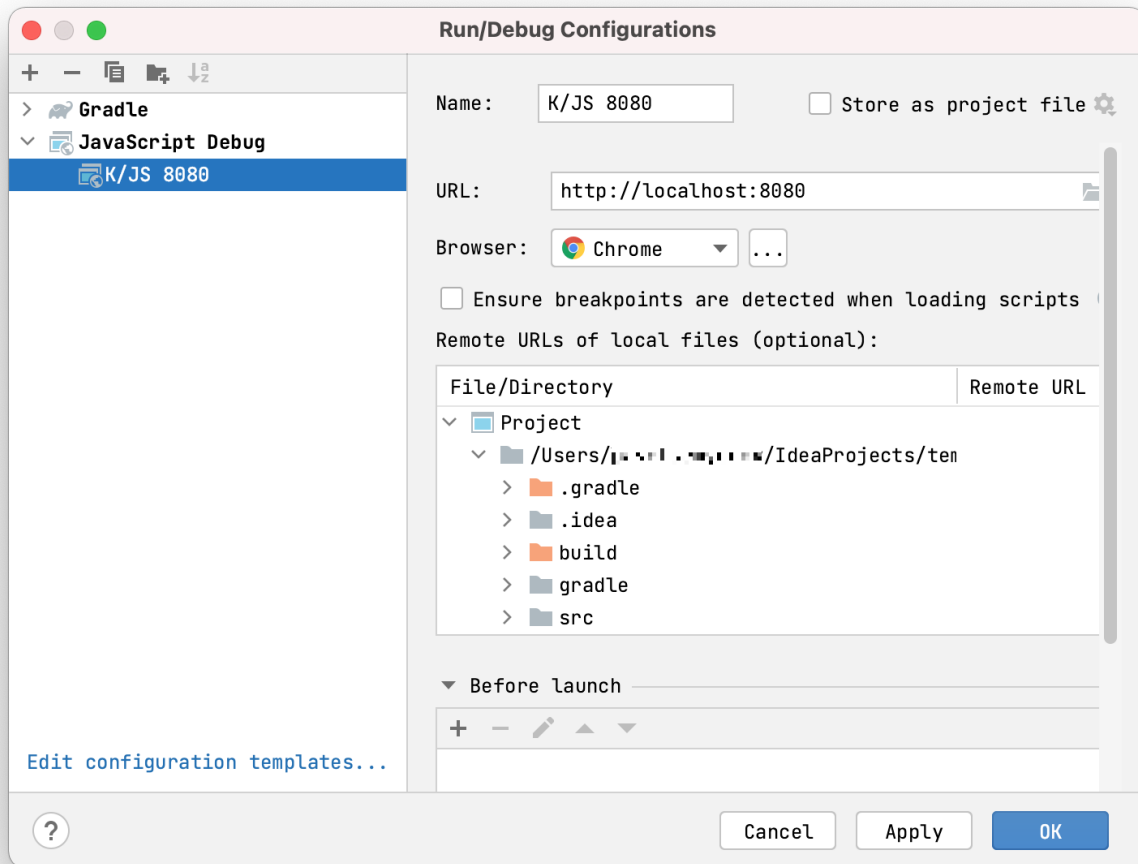 Run/Debug Configurations
Gradle
JavaScript Debug
K/JS 8080
Edit configuration templates...
Name:
K/JS 8080
Store as project file
URL:
http://localhost:8080
Browser:
Chrome
...
Ensure breakpoints are detected when loading scripts
Remote URLs of local files (optional):
File/Directory
Remote URL
Project
/Users/ /IdeaProjects/tem
.gradle
.idea
build
gradle
src
Before launch
?
Cancel
Apply
OK